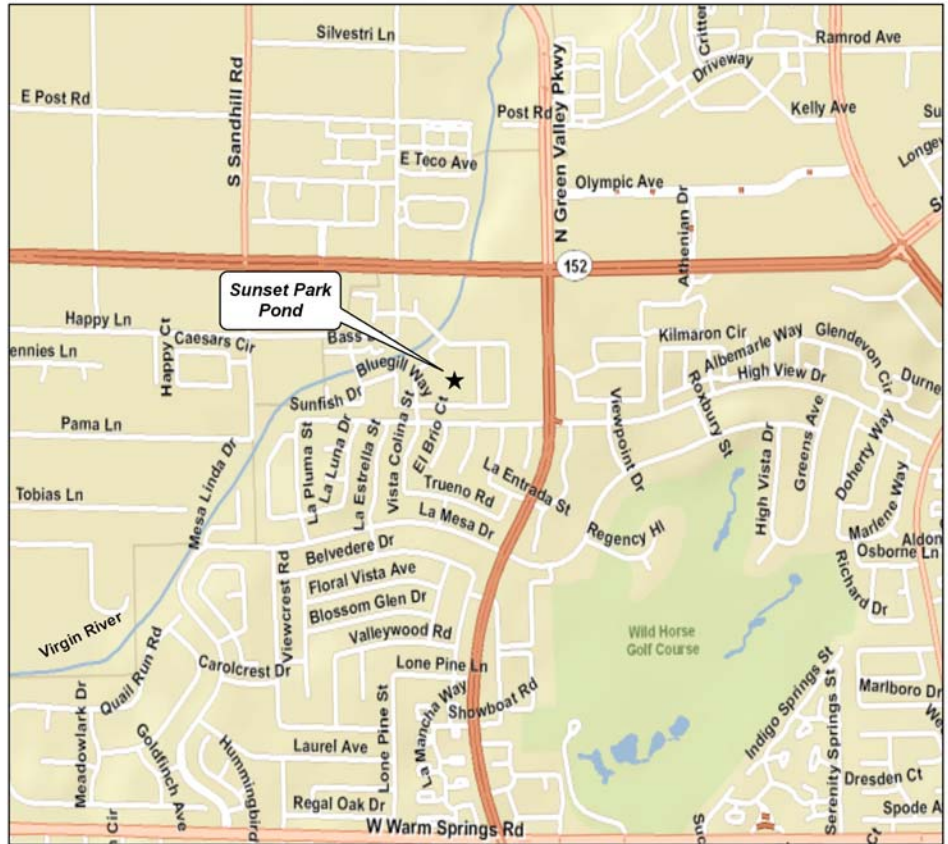 Silvestri Ln
S Sandhill Rd
N Green Valley Pkwy
Critter
Ramrod Ave
Driveway
E Post Rd
Post Rd
Kelly Ave
E Teco Ave
Olympic Ave
Athenian Dr
152
Sunset Park
Pond
Happy Ln
Happy Ct
Caesars Cir
Bass
ennies Ln
Bluegill Way
Sunfish Dr
Kilmaron Cir
Albemarle Way
Glendevon Cir
High View Dr
Durne
Pama Ln
Mesa Linda Dr
La Pluma St
La Luna Dr
La Estrella St
Vista Colina St
El Brio Ct
Viewpoint Dr
Roxbury St
High Vista Dr
Greens Ave
Doherty Way
Marlene Way
Tobias Ln
Trueno Rd
La Entrada St
La Mesa Dr
Regency Hl
Aldon
Osborne Ln
Richard Dr
Belvedere Dr
Viewcrest Rd
Floral Vista Ave
Blossom Glen Dr
Valleywood Rd
Virgin River
Wild Horse
Golf Course
Quail Run Rd
Carolcrest Dr
Lone Pine Ln
Lone Pine St
La Mancha Way
Showboat Rd
Meadowlark Dr
Goldfinch Ave
Hummingbird
Laurel Ave
Indigo Springs St
Serenity Springs St
Marlboro Dr
Dresden Ct
Regal Oak Dr
Spode A
W Warm Springs Rd
Cir
Ct